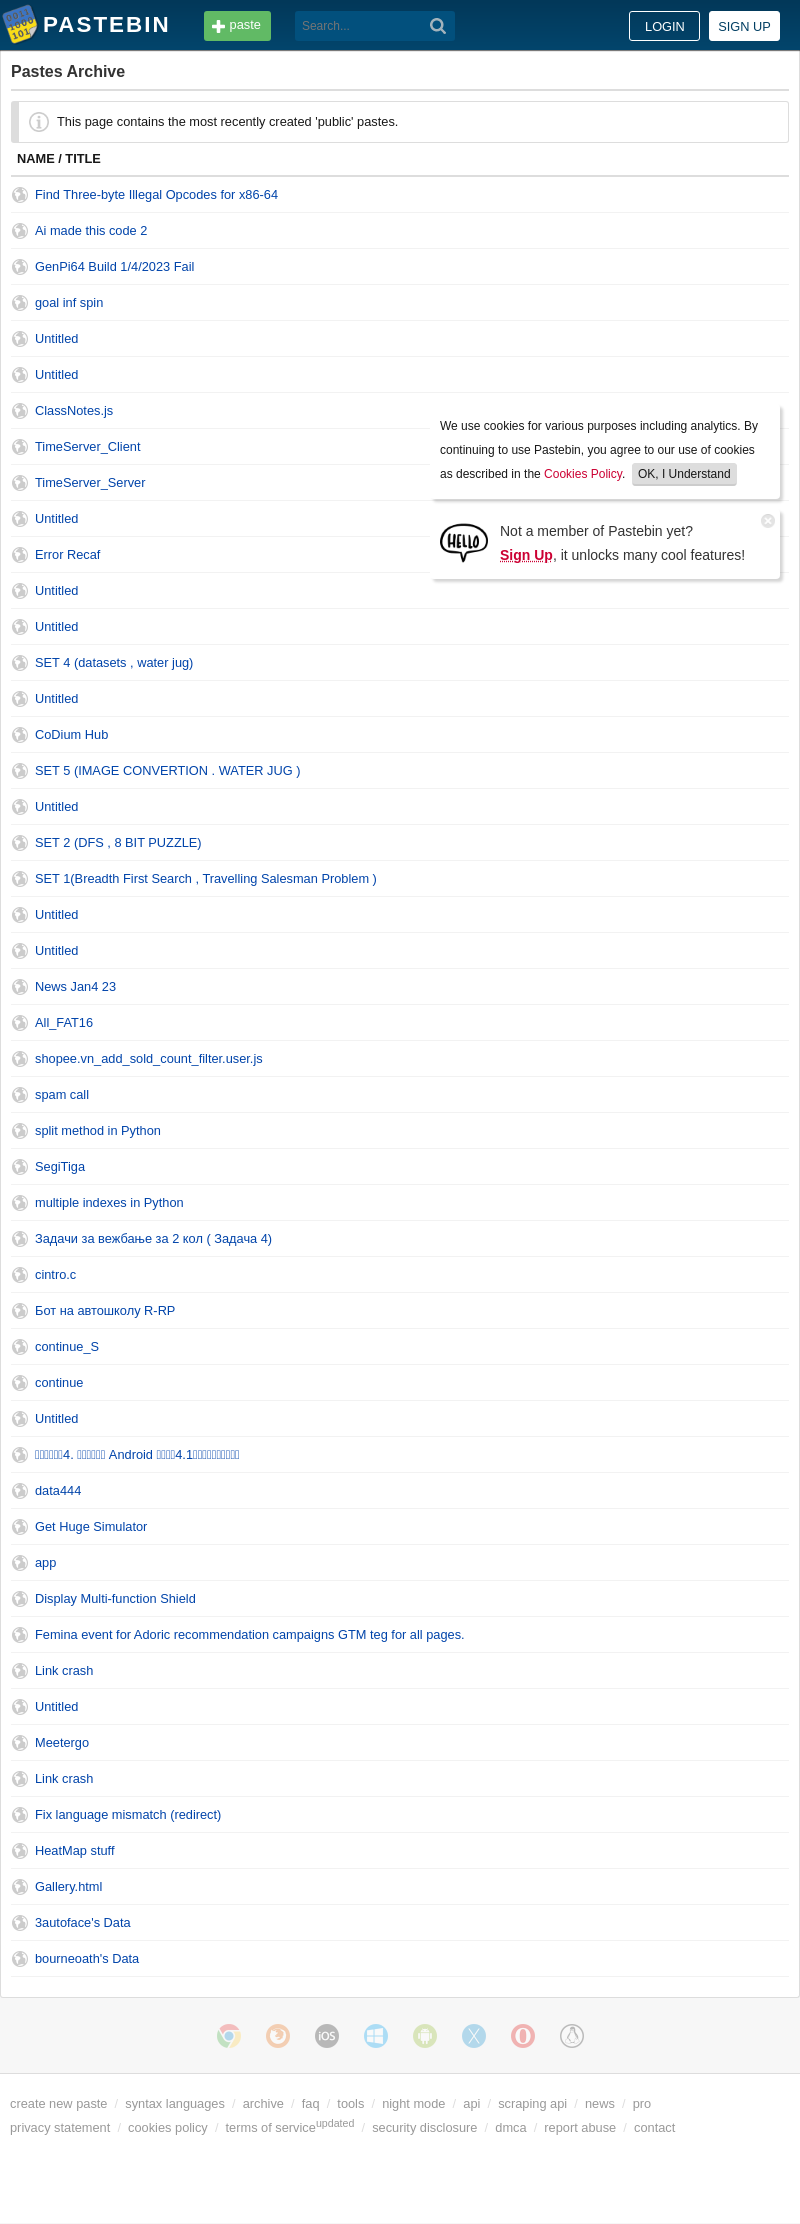 PASTEBIN
paste
Search...
LOGIN
SIGN UP
Pastes Archive
This page contains the most recently created 'public' pastes.
NAME / TITLE
Find Three-byte Illegal Opcodes for x86-64
Ai made this code 2
GenPi64 Build 1/4/2023 Fail
goal inf spin
Untitled
Untitled
ClassNotes.js
TimeServer_Client
TimeServer_Server
Untitled
Error Recaf
We use cookies for various purposes including analytics. By
continuing to use Pastebin, you agree to our use of cookies
as described in the Cookies Policy. OK, I Understand
HELLO
Not a member of Pastebin yet?
Sign Up, it unlocks many cool features!
Untitled
Untitled
SET 4 (datasets , water jug)
Untitled
CoDium Hub
SET 5 (IMAGE CONVERTION . WATER JUG )
Untitled
SET 2 (DFS , 8 BIT PUZZLE)
SET 1(Breadth First Search , Travelling Salesman Problem )
Untitled
Untitled
News Jan4 23
All_FAT16
shopee.vn_add_sold_count_filter.user.js
spam call
split method in Python
SegiTiga
multiple indexes in Python
Задачи за вежбање за 2 кол ( Задача 4)
cintro.c
Бот на автошколу R-RP
continue_S
continue
Untitled
4. Android 4.1
data444
Get Huge Simulator
app
Display Multi-function Shield
Femina event for Adoric recommendation campaigns GTM teg for all pages.
Link crash
Untitled
Meetergo
Link crash
Fix language mismatch (redirect)
HeatMap stuff
Gallery.html
3autoface's Data
bourneoath's Data
iOS
create new paste / syntax languages / archive / faq / tools / night mode / api / scraping api / news / pro
privacy statement / cookies policy / terms of serviceupdated / security disclosure / dmca / report abuse / contact